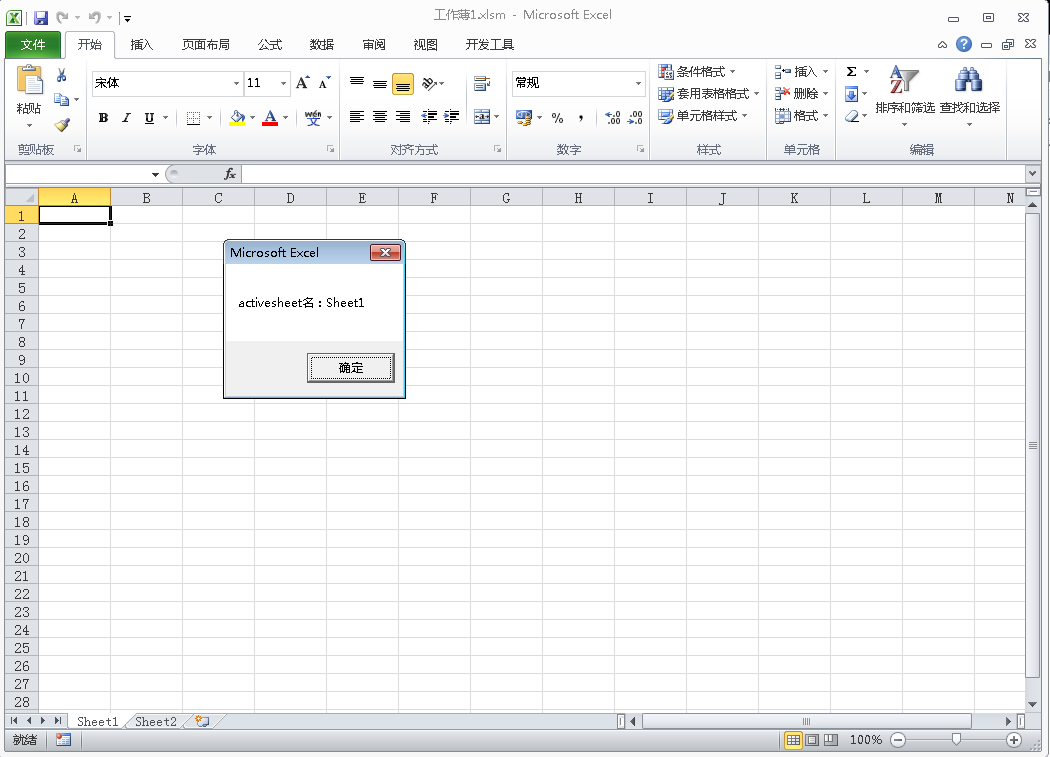 工作薄1.xlsm - Microsoft Excel
文件 开始 插入 页面布局 公式 数据 审阅 视图 开发工具
粘贴
剪贴板
宋体 11
B I U A wén 文
字体
对齐方式
常规
% , .00 .00
数字
条件格式
套用表格格式
单元格样式
样式
插入
删除
格式
单元格
Σ
排序和筛选 查找和选择
编辑
fx
A B C D E F G H I J K L M N
1
2
3
4
5
6
7
8
9
10
11
12
13
14
15
16
17
18
19
20
21
22
23
24
25
26
27
28
Microsoft Excel
activesheet名：Sheet1
确定
Sheet1 Sheet2
就绪
100%